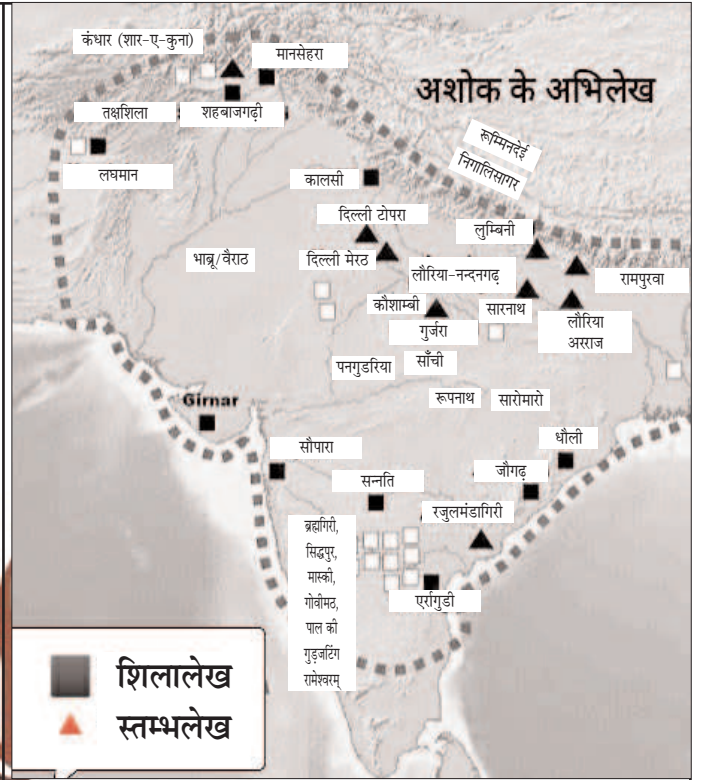 कंधार (शार-ए-कुना)
मानसेहरा
अशोक के अभिलेख
तक्षशिला
शहबाजगढ़ी
रूम्मिनदेई
निगालिसागर
लघमान
कालसी
दिल्ली टोपरा
लुम्बिनी
भाब्रू/वैराठ
दिल्ली मेरठ
लौरिया-नन्दनगढ़
रामपुरवा
कौशाम्बी
सारनाथ
लौरिया
अरराज
गुर्जरा
पनगुडरिया
साँची
रूपनाथ
सारोमारो
Girnar
सौपारा
धौली
सन्नति
जौगढ़
रजुलमंडागिरी
ब्रह्मगिरी,
सिद्धपुर,
मास्की,
गोवीमठ,
पाल की
गुड़जटिंग
रामेश्वरम्
एर्रागुडी
शिलालेख
स्तम्भलेख